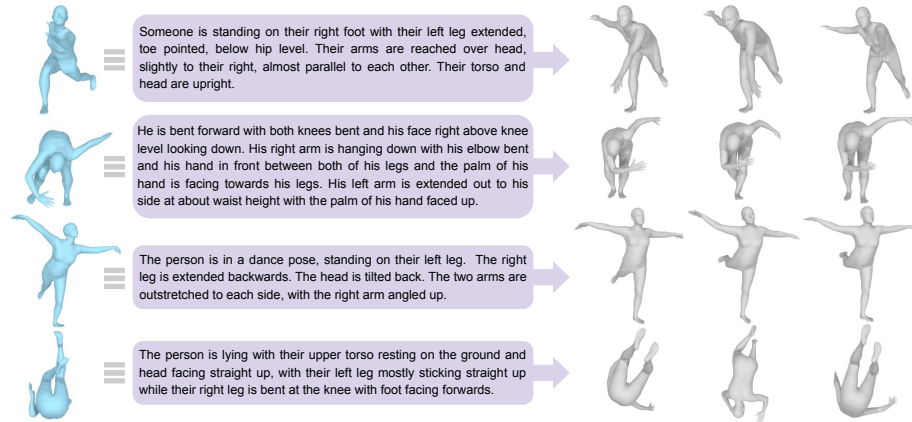 Someone is standing on their right foot with their left leg extended,
toe pointed, below hip level. Their arms are reached over head,
slightly to their right, almost parallel to each other. Their torso and
head are upright.
He is bent forward with both knees bent and his face right above knee
level looking down. His right arm is hanging down with his elbow bent
and his hand in front between both of his legs and the palm of his
hand is facing towards his legs. His left arm is extended out to his
side at about waist height with the palm of his hand faced up.
The person is in a dance pose, standing on their left leg. The right
leg is extended backwards. The head is tilted back. The two arms are
outstretched to each side, with the right arm angled up.
The person is lying with their upper torso resting on the ground and
head facing straight up, with their left leg mostly sticking straight up
while their right leg is bent at the knee with foot facing forwards.